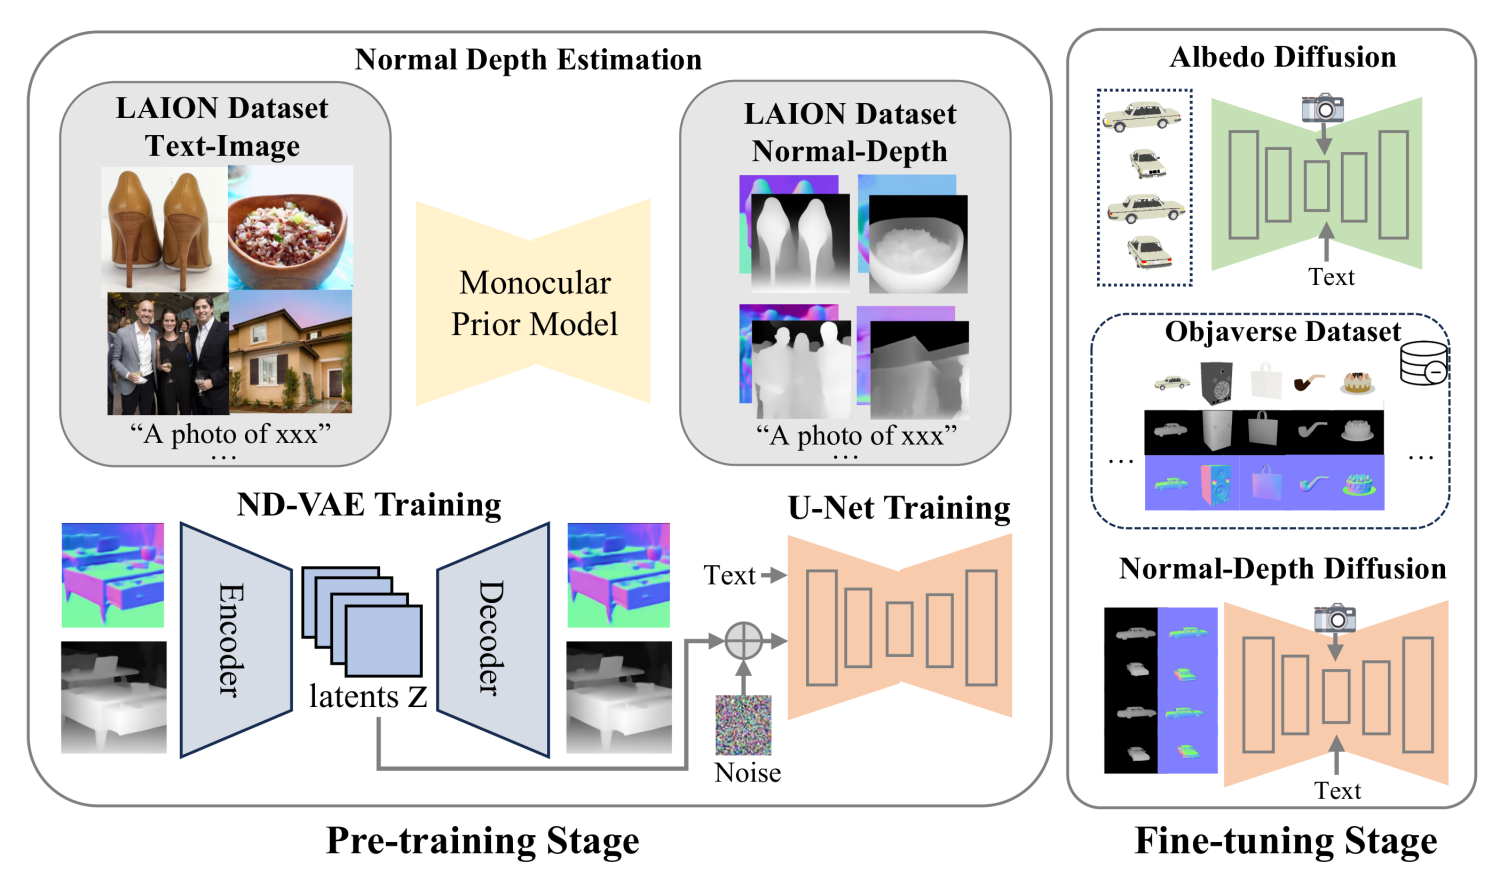 Normal Depth Estimation
LAION Dataset
Text-Image
“A photo of xxx”
...
Monocular
Prior Model
LAION Dataset
Normal-Depth
“A photo of xxx”
...
ND-VAE Training
Encoder
latents z
Decoder
U-Net Training
Text
Noise
Pre-training Stage
Albedo Diffusion
Text
Objaverse Dataset
...
...
Normal-Depth Diffusion
Text
Fine-tuning Stage